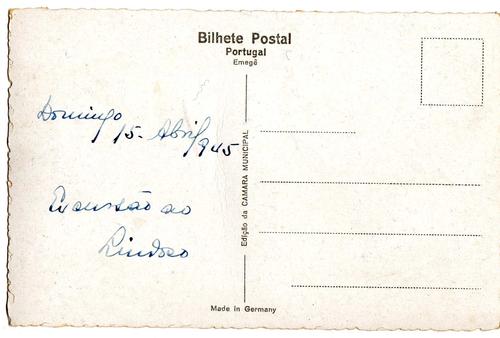 Bilhete Postal
Portugal
Emegê
Domingo
15- Abril 1945
Excursão ao
Lindoso
Edição da CAMARA MUNICIPAL
Made in Germany